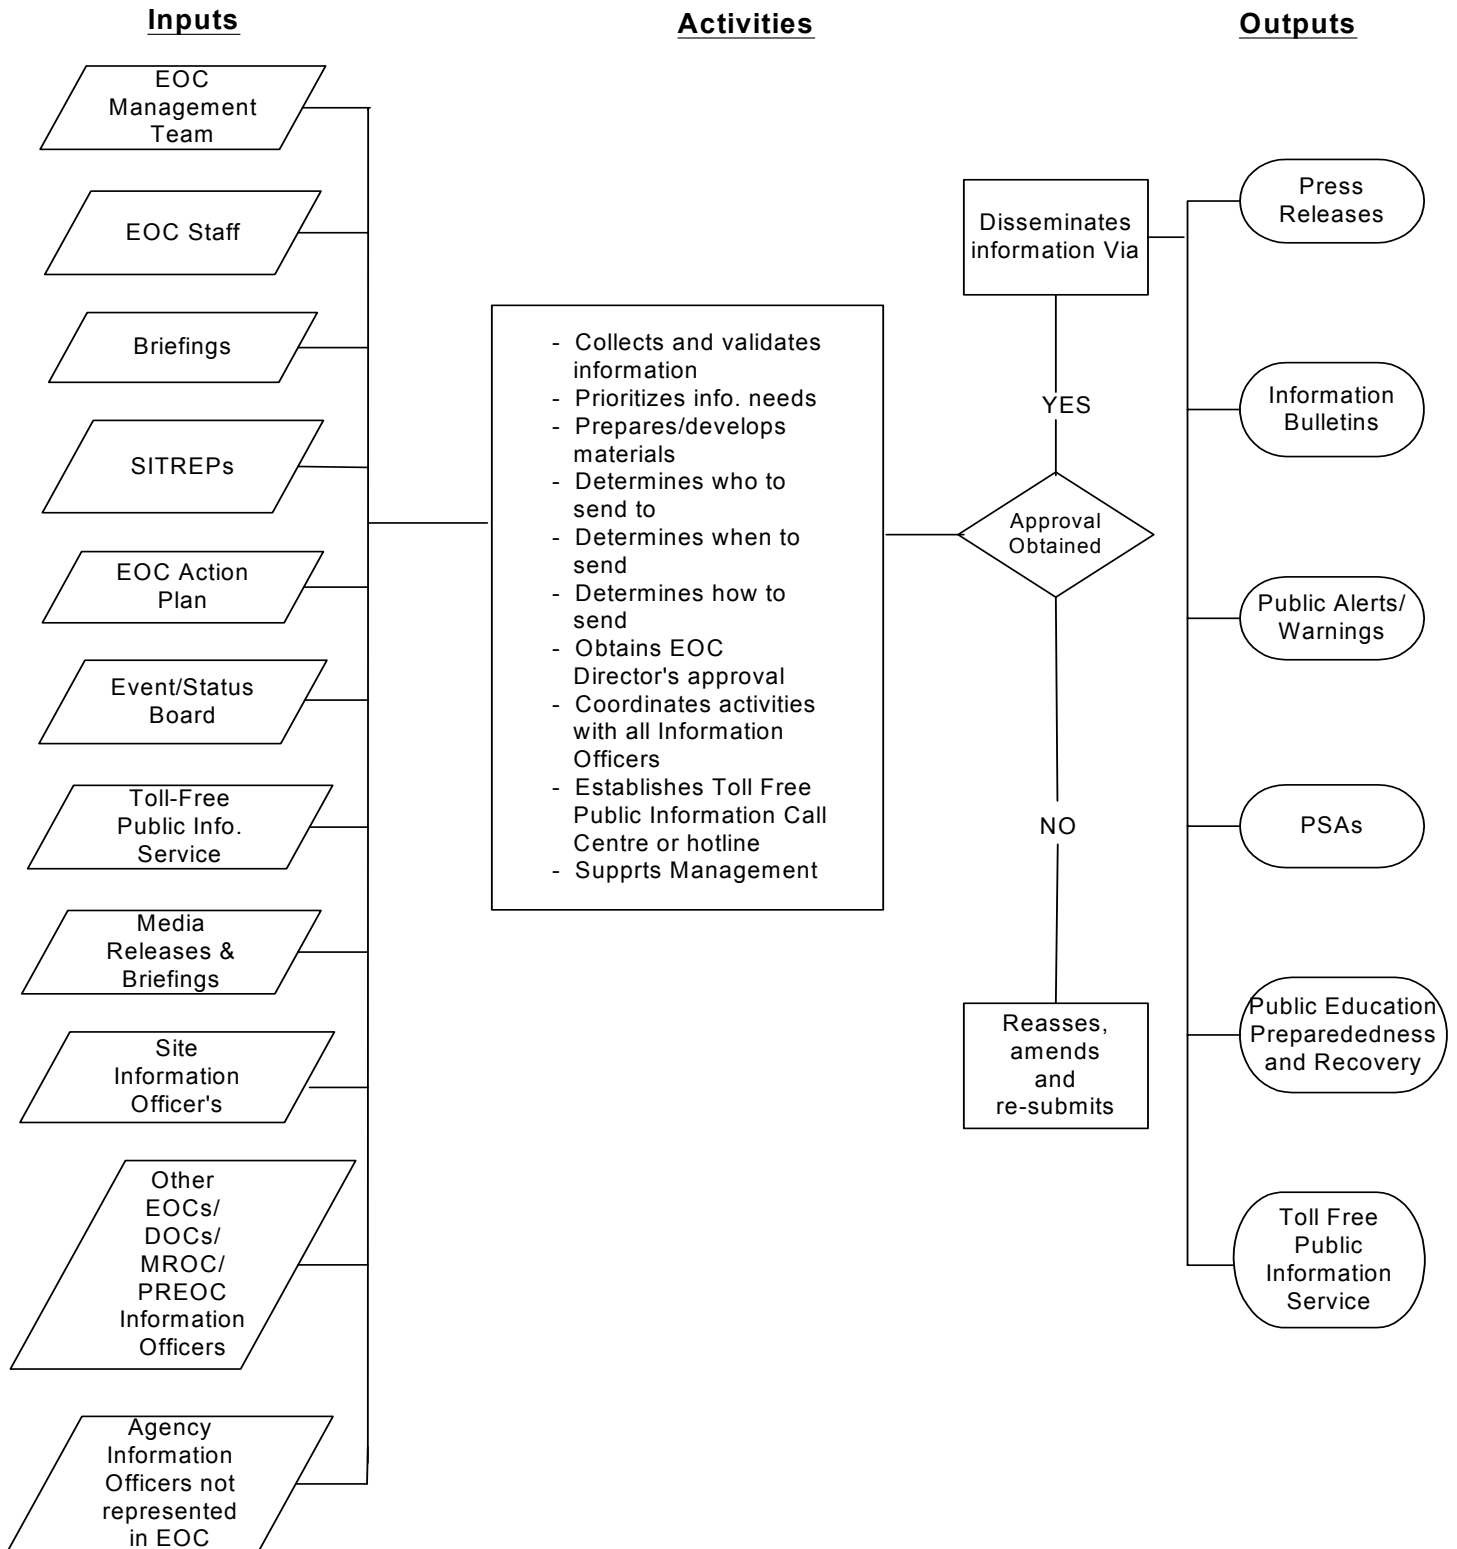 Inputs
Activities
Outputs
EOC
Management
Team
EOC Staff
Briefings
SITREPs
EOC Action
Plan
Event/Status
Board
Toll-Free
Public Info.
Service
Media
Releases &
Briefings
Site
Information
Officer's
Other
EOCs/
DOCs/
MROC/
PREOC
Information
Officers
Agency
Information
Officers not
represented
in EOC
- Collects and validates
information
- Prioritizes info. needs
- Prepares/develops
materials
- Determines who to
send to
- Determines when to
send
- Determines how to
send
- Obtains EOC
Director's approval
- Coordinates activities
with all Information
Officers
- Establishes Toll Free
Public Information Call
Centre or hotline
- Supprts Management
Disseminates
information Via
YES
Approval
Obtained
NO
Reasses,
amends
and
re-submits
Press
Releases
Information
Bulletins
Public Alerts/
Warnings
PSAs
Public Education
Preparededness
and Recovery
Toll Free
Public
Information
Service